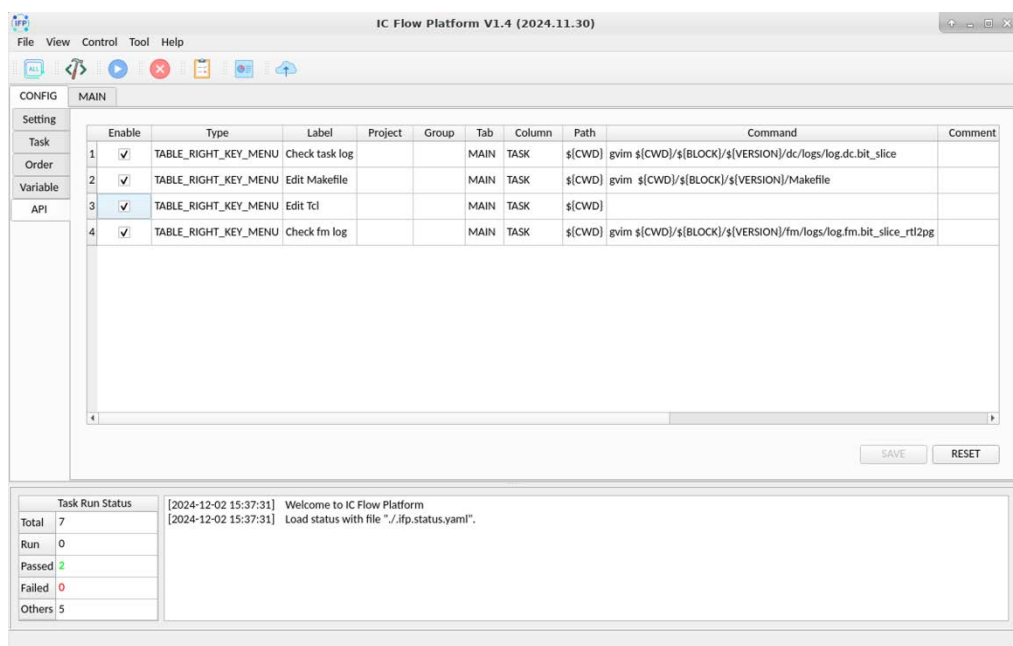 IFP IC Flow Platform V1.4 (2024.11.30)
File View Control Tool Help
ALL
CONFIG MAIN
Setting
Task
Order
Variable
API
Enable Type Label Project Group Tab Column Path Command Comment
1 TABLE_RIGHT_KEY_MENU Check task log MAIN TASK ${CWD} gvim ${CWD}/${BLOCK}/${VERSION}/dc/logs/log.dc.bit_slice
2 TABLE_RIGHT_KEY_MENU Edit Makefile MAIN TASK ${CWD} gvim ${CWD}/${BLOCK}/${VERSION}/Makefile
3 TABLE_RIGHT_KEY_MENU Edit Tcl MAIN TASK ${CWD}
4 TABLE_RIGHT_KEY_MENU Check fm log MAIN TASK ${CWD} gvim ${CWD}/${BLOCK}/${VERSION}/fm/logs/log.fm.bit_slice_rtl2pg
SAVE RESET
Task Run Status
Total 7
Run 0
Passed 2
Failed 0
Others 5
[2024-12-02 15:37:31] Welcome to IC Flow Platform
[2024-12-02 15:37:31] Load status with file "./.ifp.status.yaml".